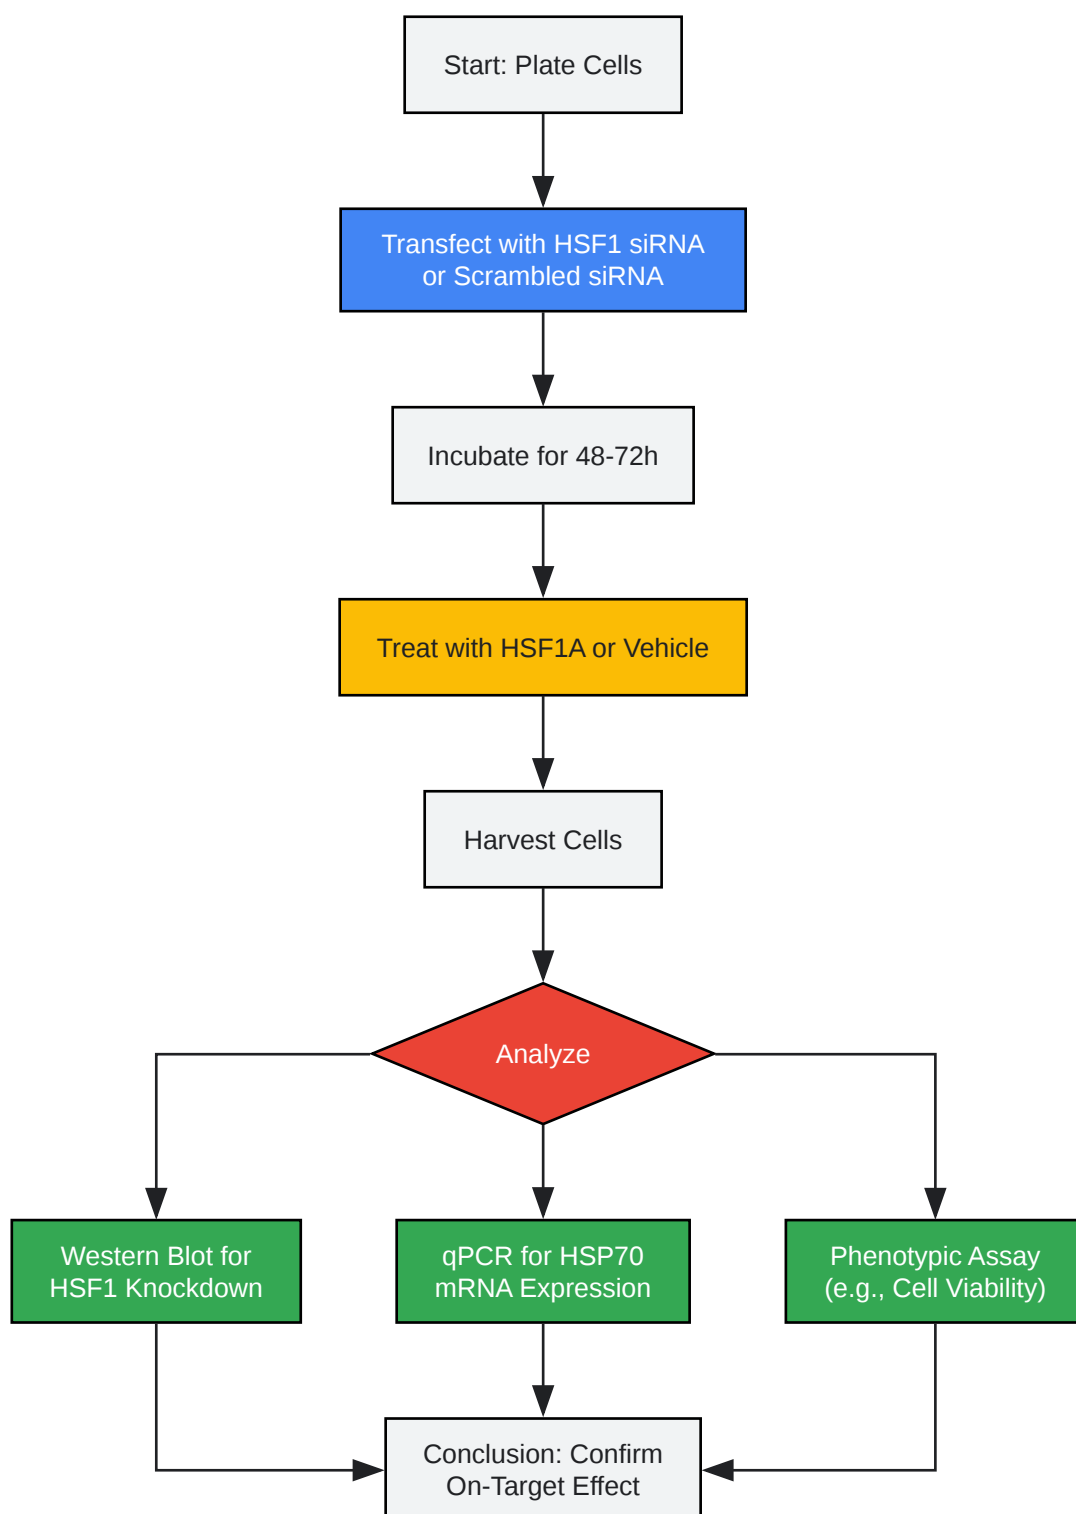 Start: Plate Cells
Transfect with HSF1 siRNA
or Scrambled siRNA
Incubate for 48-72h
Treat with HSF1A or Vehicle
Harvest Cells
Analyze
Western Blot for
HSF1 Knockdown
qPCR for HSP70
mRNA Expression
Phenotypic Assay
(e.g., Cell Viability)
Conclusion: Confirm
On-Target Effect